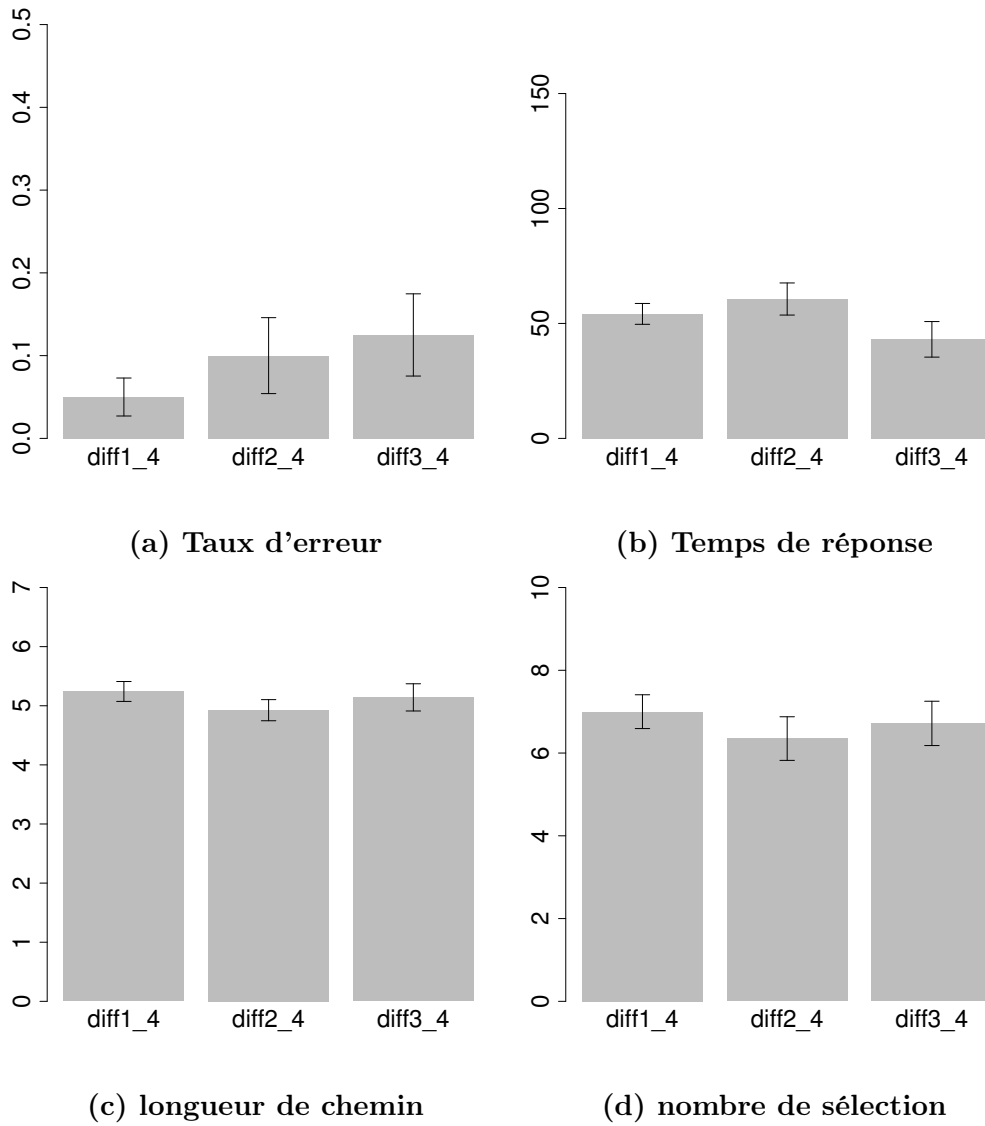 0.0 0.1 0.2 0.3 0.4 0.5
diff1_4 diff2_4 diff3_4
(a) Taux d'erreur
0 50 100 150
diff1_4 diff2_4 diff3_4
(b) Temps de réponse
0 1 2 3 4 5 6 7
diff1_4 diff2_4 diff3_4
(c) longueur de chemin
0 2 4 6 8 10
diff1_4 diff2_4 diff3_4
(d) nombre de sélection